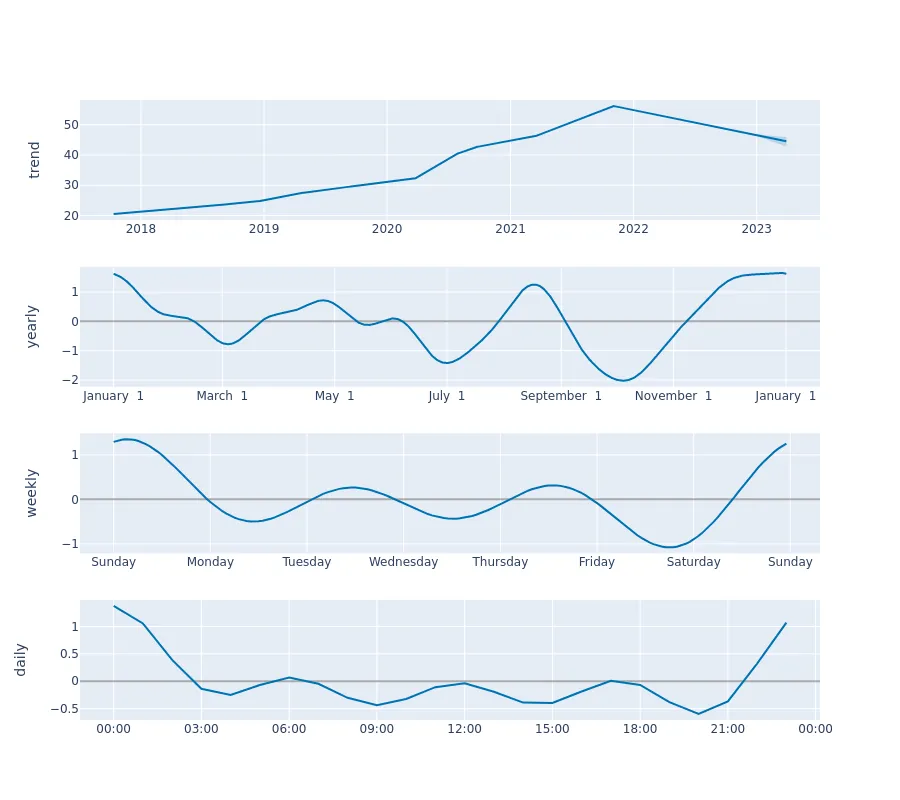 trend
50
40
30
20
2018 2019 2020 2021 2022 2023
yearly
1
0
−1
−2
January 1 March 1 May 1 July 1 September 1 November 1 January 1
weekly
1
0
−1
Sunday Monday Tuesday Wednesday Thursday Friday Saturday Sunday
daily
1
0.5
0
−0.5
00:00 03:00 06:00 09:00 12:00 15:00 18:00 21:00 00:00